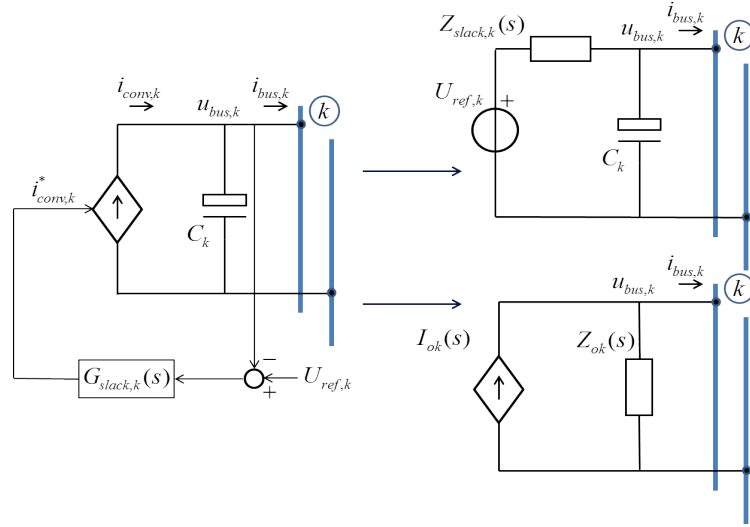 i_{conv,k}
i_{bus,k}
u_{bus,k}
k
i^{*}_{conv,k}
C_k
G_{slack,k}(s)
−
+
U_{ref,k}
Z_{slack,k}(s)
i_{bus,k}
u_{bus,k}
k
U_{ref,k}
+
C_k
i_{bus,k}
u_{bus,k}
k
I_{ok}(s)
Z_{ok}(s)